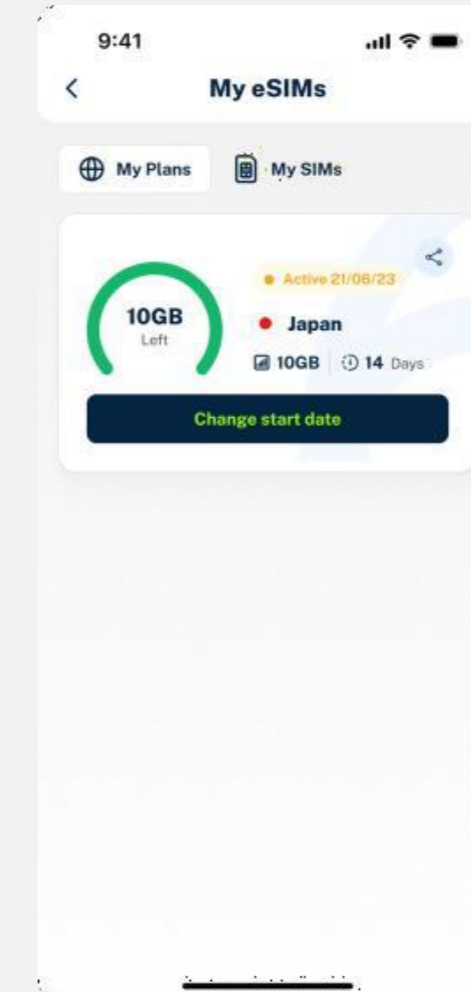 9:41
My eSIMs
My Plans
My SIMs
Active 21/06/23
10GB
Left
Japan
10GB
14 Days
Change start date